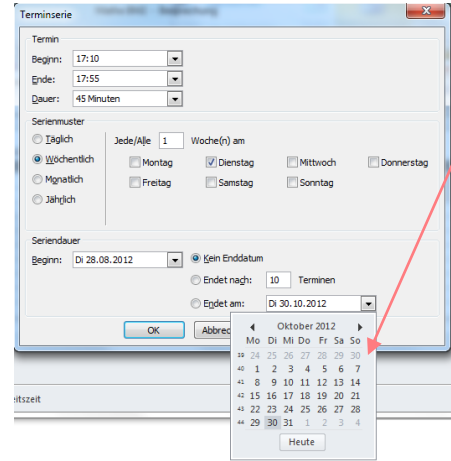 Terminserie
Termin
Beginn: 17:10
Ende: 17:55
Dauer: 45 Minuten
Serienmuster
Täglich Jede/Alle 1 Woche(n) am
Wöchentlich Montag Dienstag Mittwoch Donnerstag
Monatlich Freitag Samstag Sonntag
Jährlich
Seriendauer
Beginn: Di 28.08.2012 Kein Enddatum
Endet nach: 10 Terminen
Endet am: Di 30.10.2012
OK Abbrec
Oktober 2012
Mo Di Mi Do Fr Sa So
39 24 25 26 27 28 29 30
40 1 2 3 4 5 6 7
41 8 9 10 11 12 13 14
42 15 16 17 18 19 20 21
43 22 23 24 25 26 27 28
44 29 30 31 1 2 3 4
Heute
eitszeit